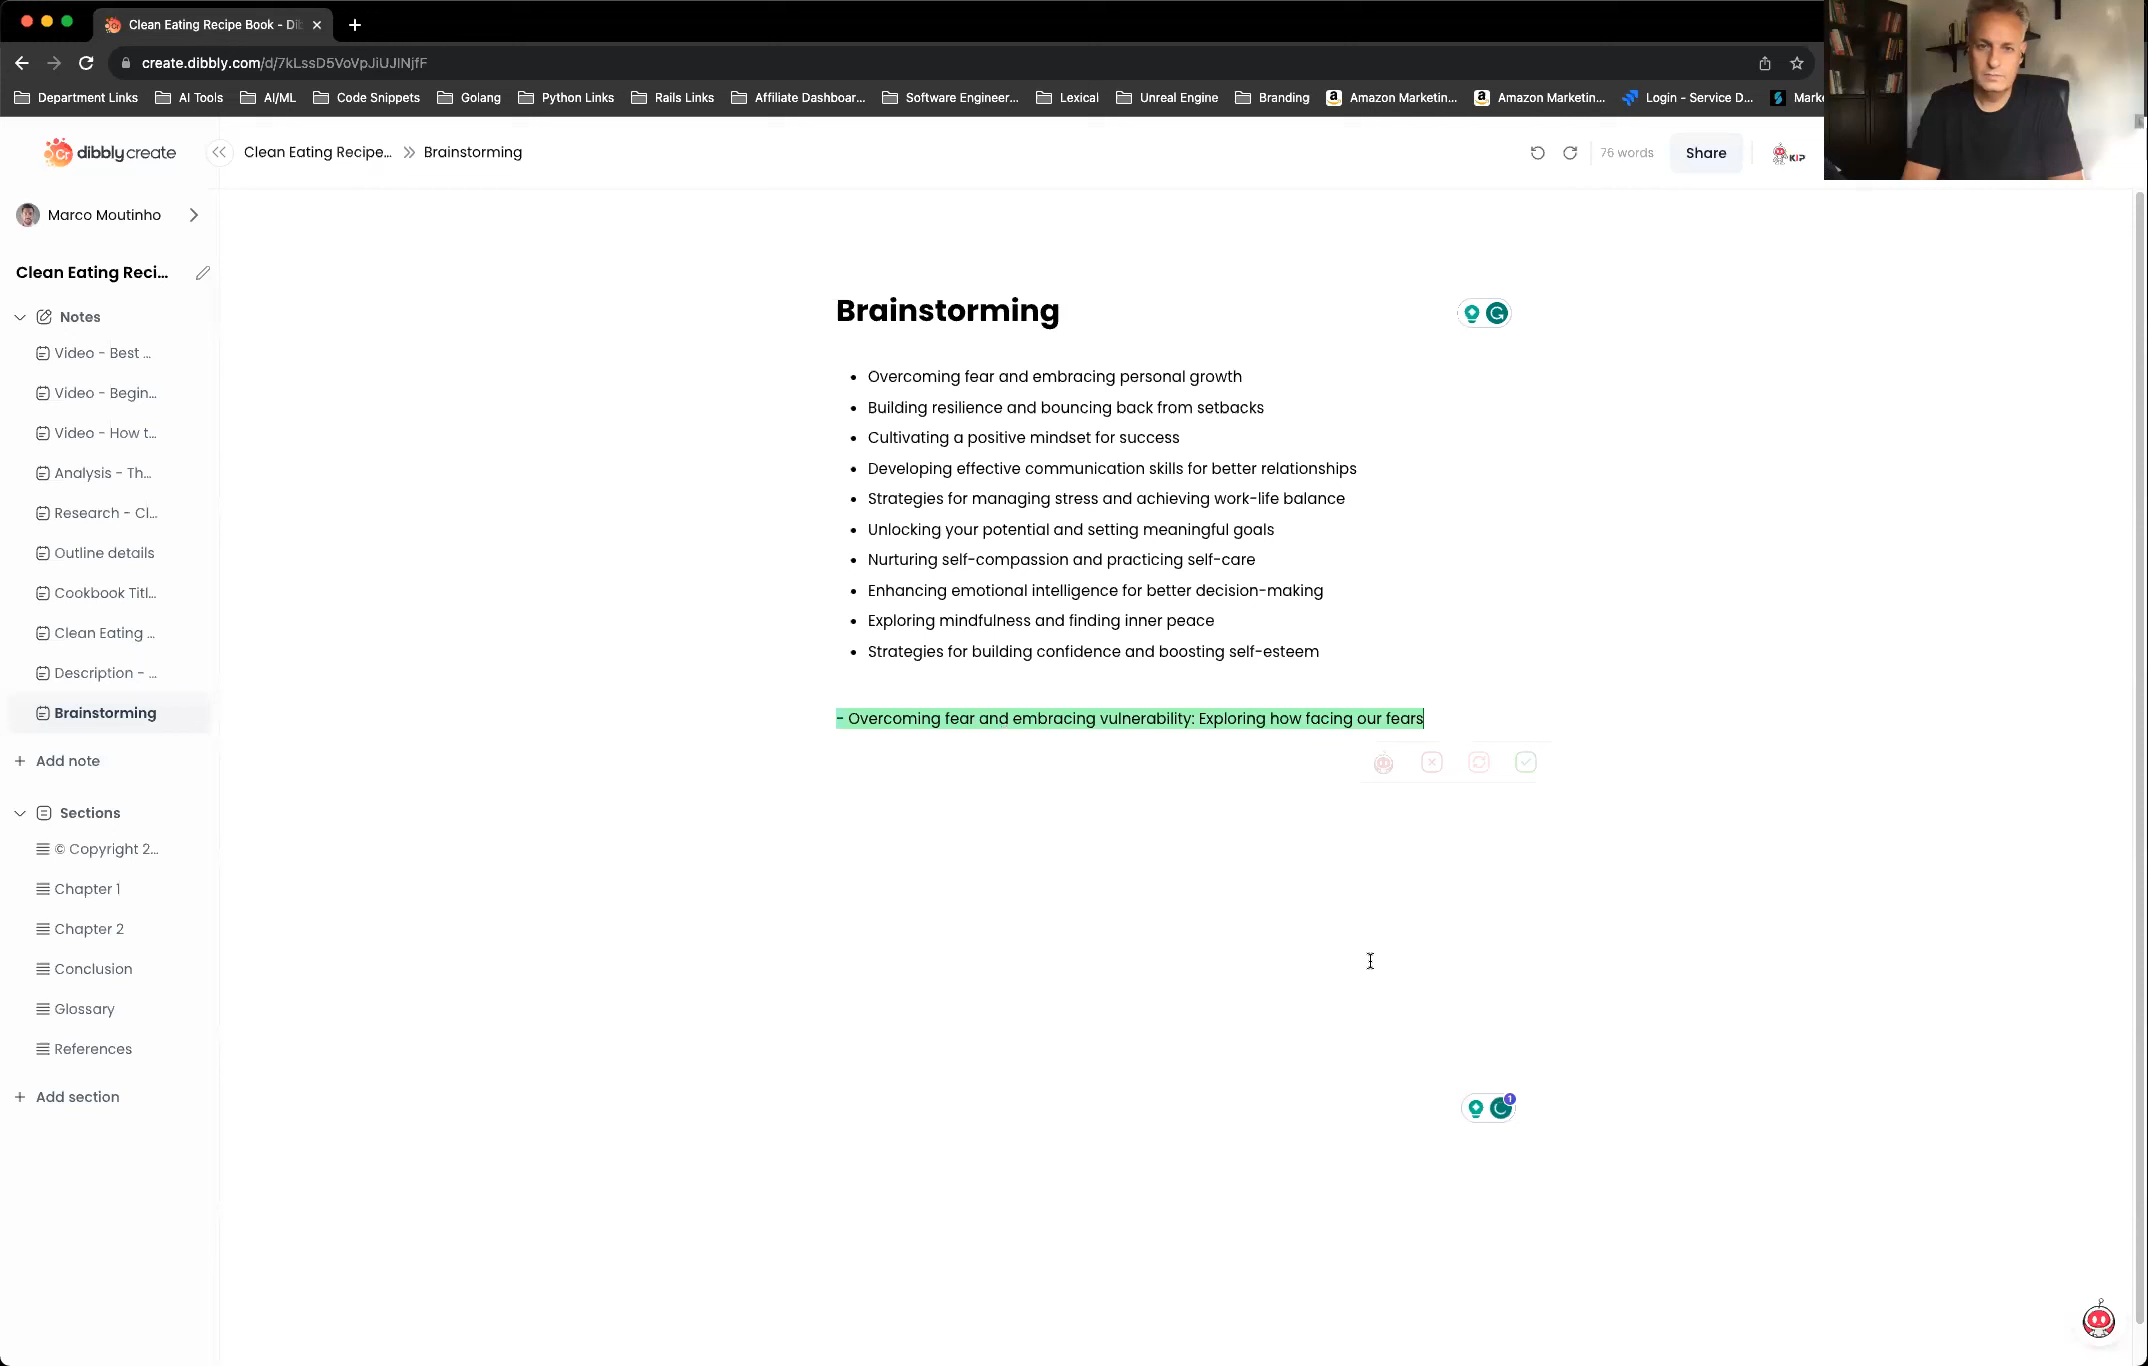 Clean Eating Recipe Book - Dib
create.dibbly.com/d/7kLssD5VoVpJiUJlNjfF
Department Links
AI Tools
AI/ML
Code Snippets
Golang
Python Links
Rails Links
Affiliate Dashboar...
Software Engineer...
Lexical
Unreal Engine
Branding
Amazon Marketin...
Amazon Marketin...
Login - Service D...
Marke
Cr dibblycreate
Clean Eating Recipe...
Brainstorming
76 words
Share
KIP
Marco Moutinho
Clean Eating Reci...
Notes
Video - Best ...
Video - Begin...
Video - How t...
Analysis - Th...
Research - Cl...
Outline details
Cookbook Titl...
Clean Eating ...
Description - ...
Brainstorming
+ Add note
Sections
© Copyright 2...
Chapter 1
Chapter 2
Conclusion
Glossary
References
+ Add section
Brainstorming
• Overcoming fear and embracing personal growth
• Building resilience and bouncing back from setbacks
• Cultivating a positive mindset for success
• Developing effective communication skills for better relationships
• Strategies for managing stress and achieving work-life balance
• Unlocking your potential and setting meaningful goals
• Nurturing self-compassion and practicing self-care
• Enhancing emotional intelligence for better decision-making
• Exploring mindfulness and finding inner peace
• Strategies for building confidence and boosting self-esteem
- Overcoming fear and embracing vulnerability: Exploring how facing our fears
1